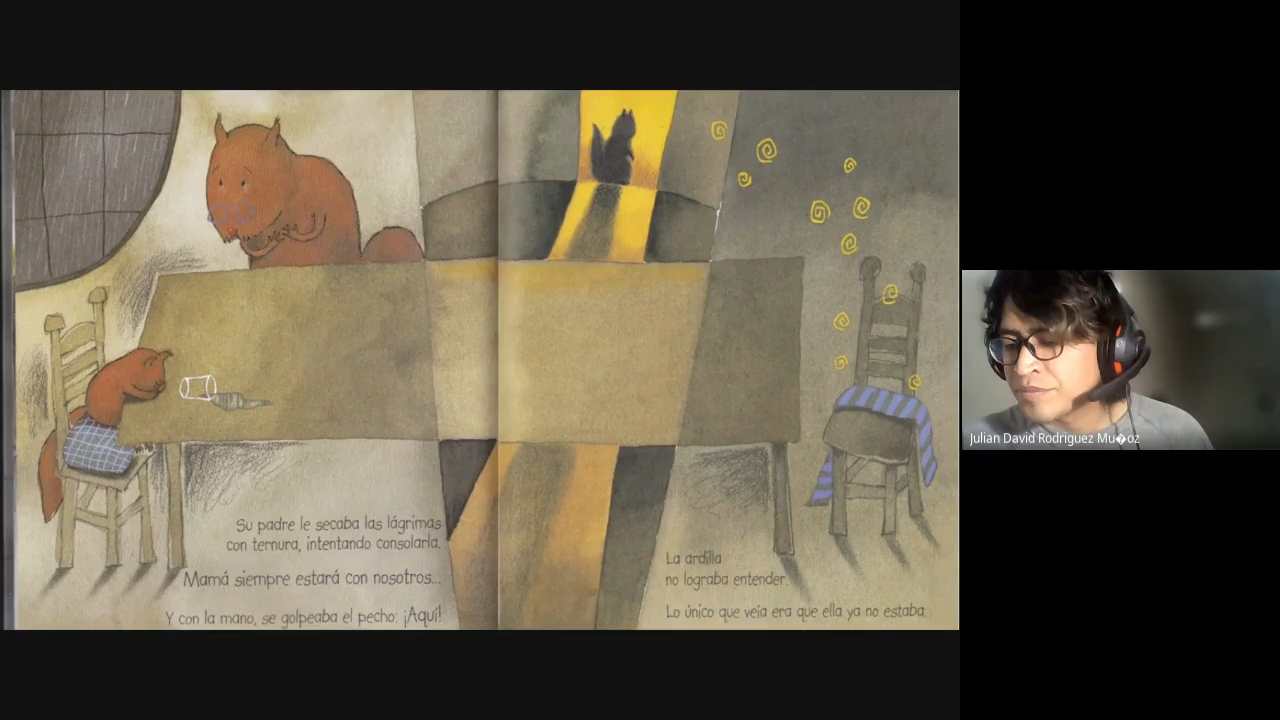 Su padre le secaba las lágrimas
con ternura, intentando consolarla.
Mamá siempre estará con nosotros...
Y con la mano, se golpeaba el pecho: ¡Aquí!
La ardilla
no lograba entender.
Lo único que veía era que ella ya no estaba.
Julian David Rodriguez Mu�oz